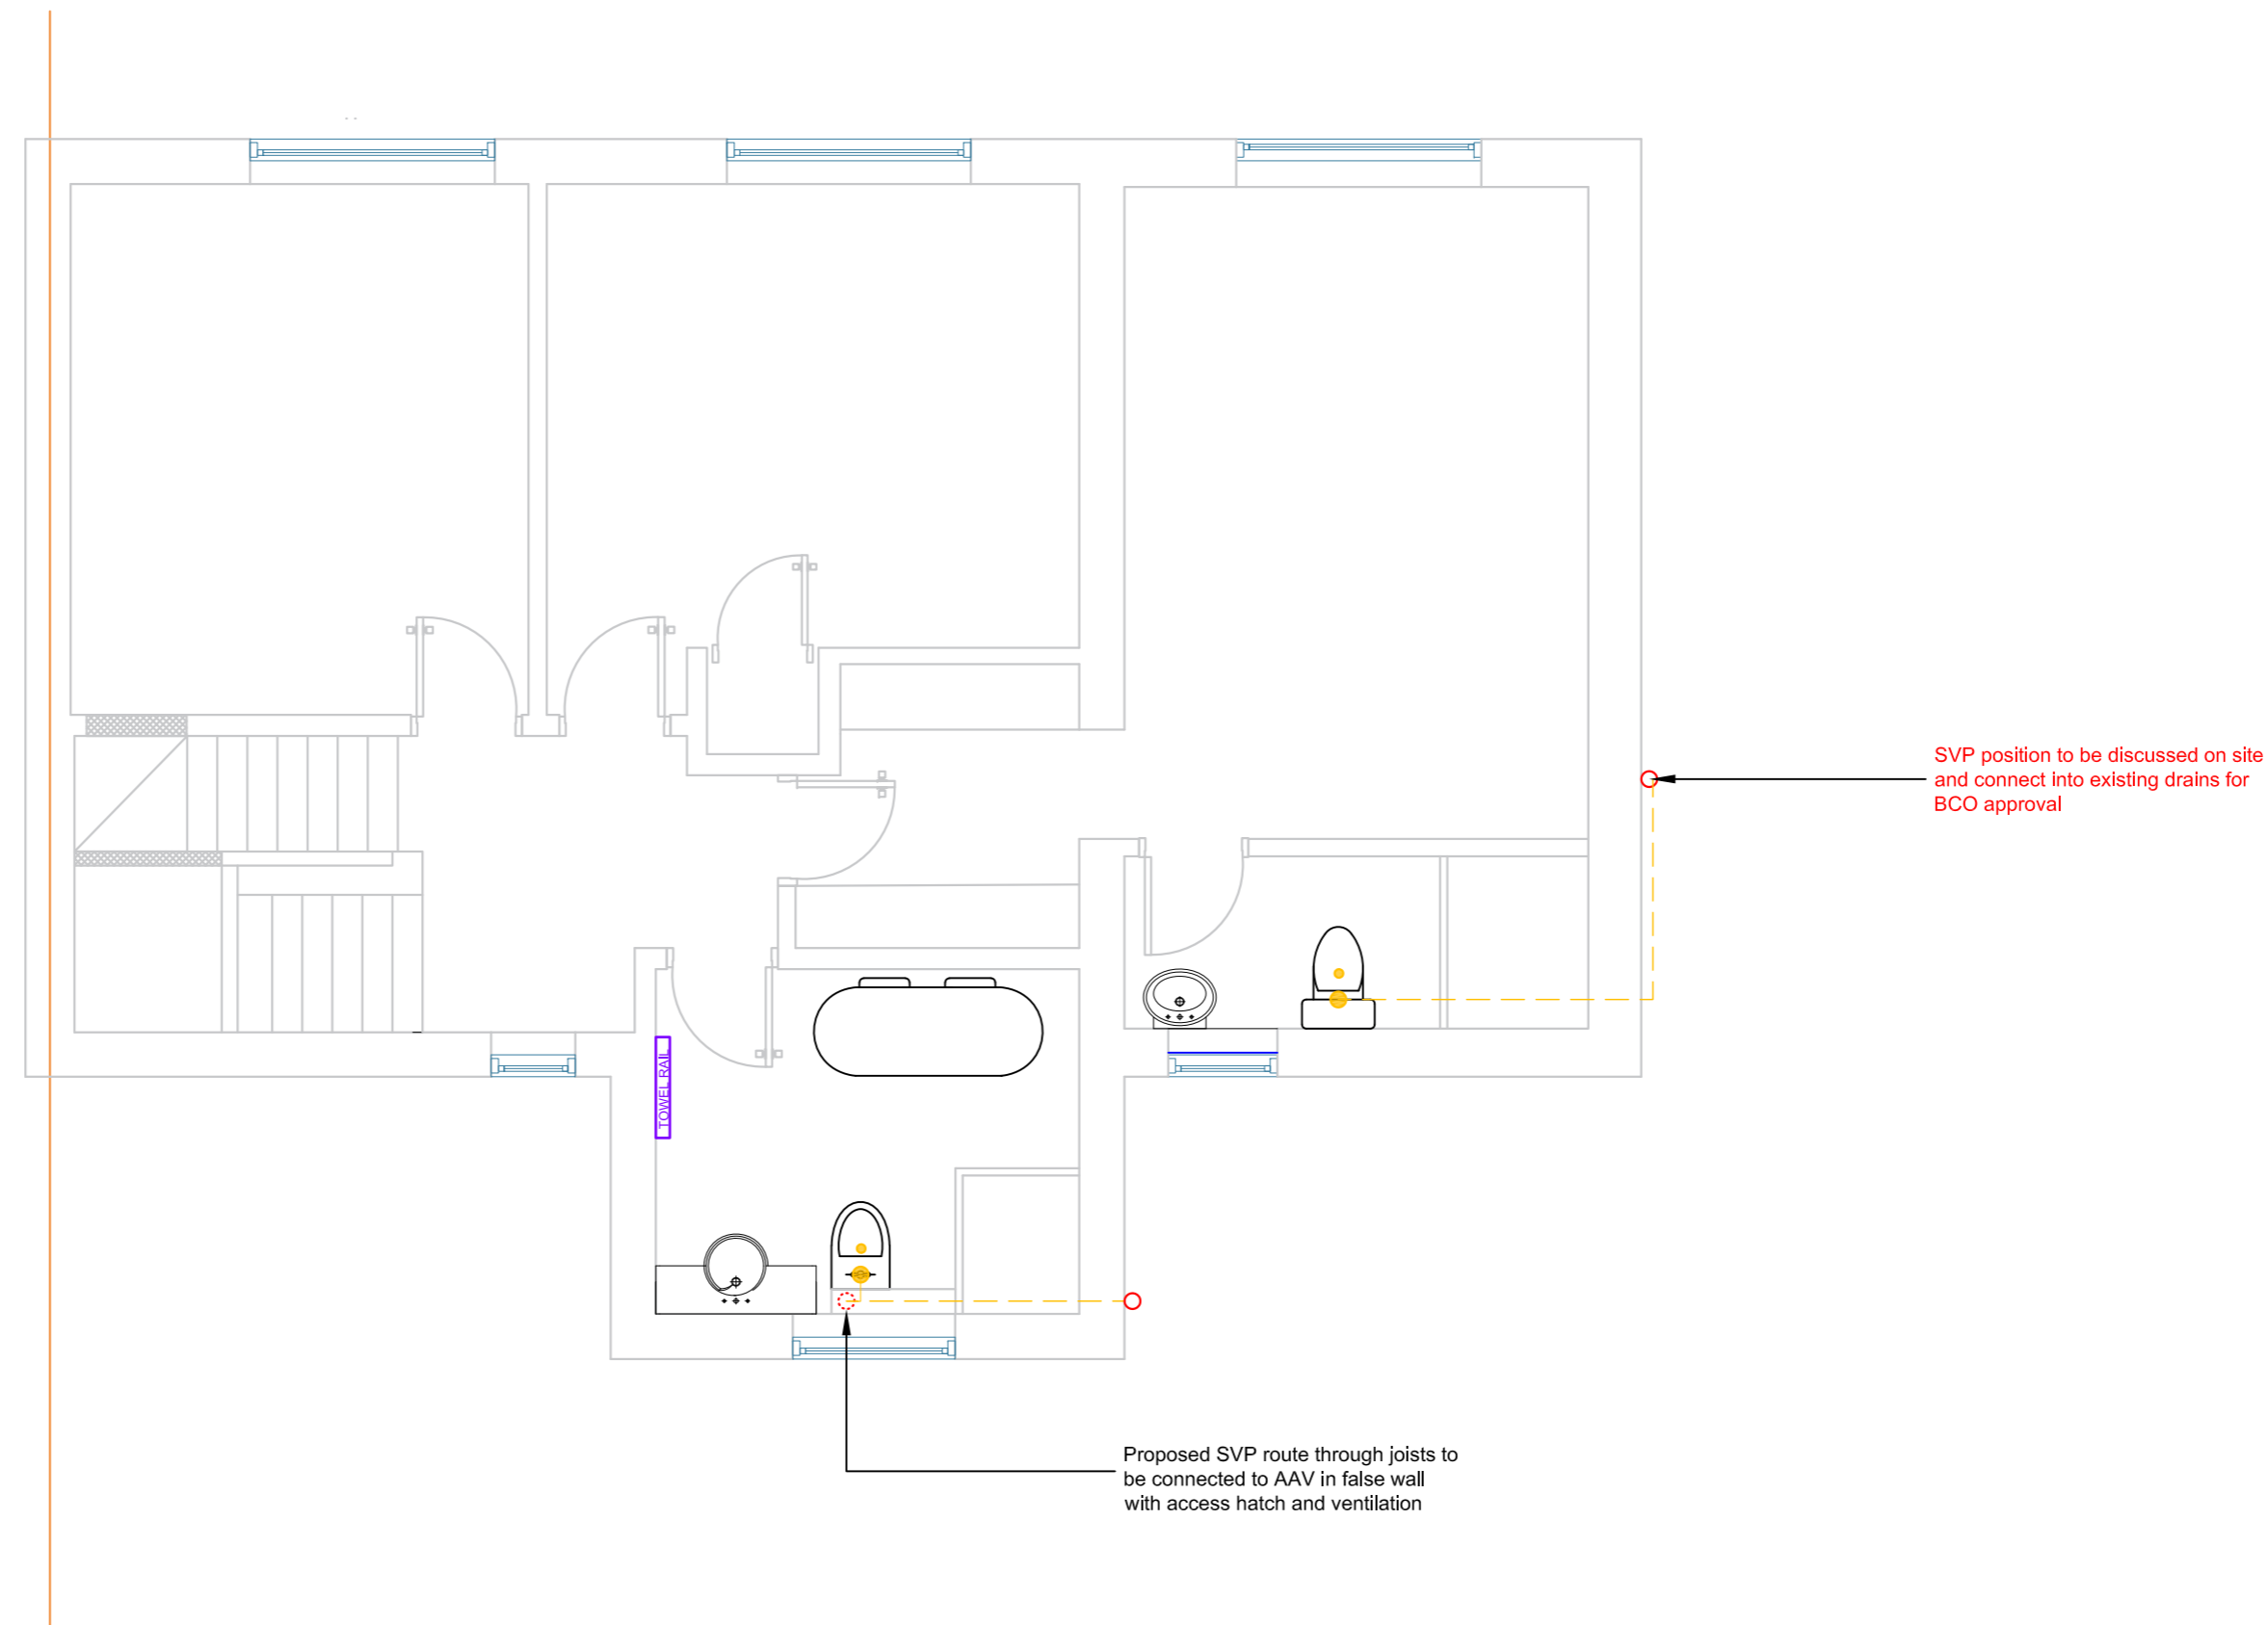 SVP position to be discussed on site
and connect into existing drains for
BCO approval
TOWEL RAIL
Proposed SVP route through joists to
be connected to AAV in false wall
with access hatch and ventilation